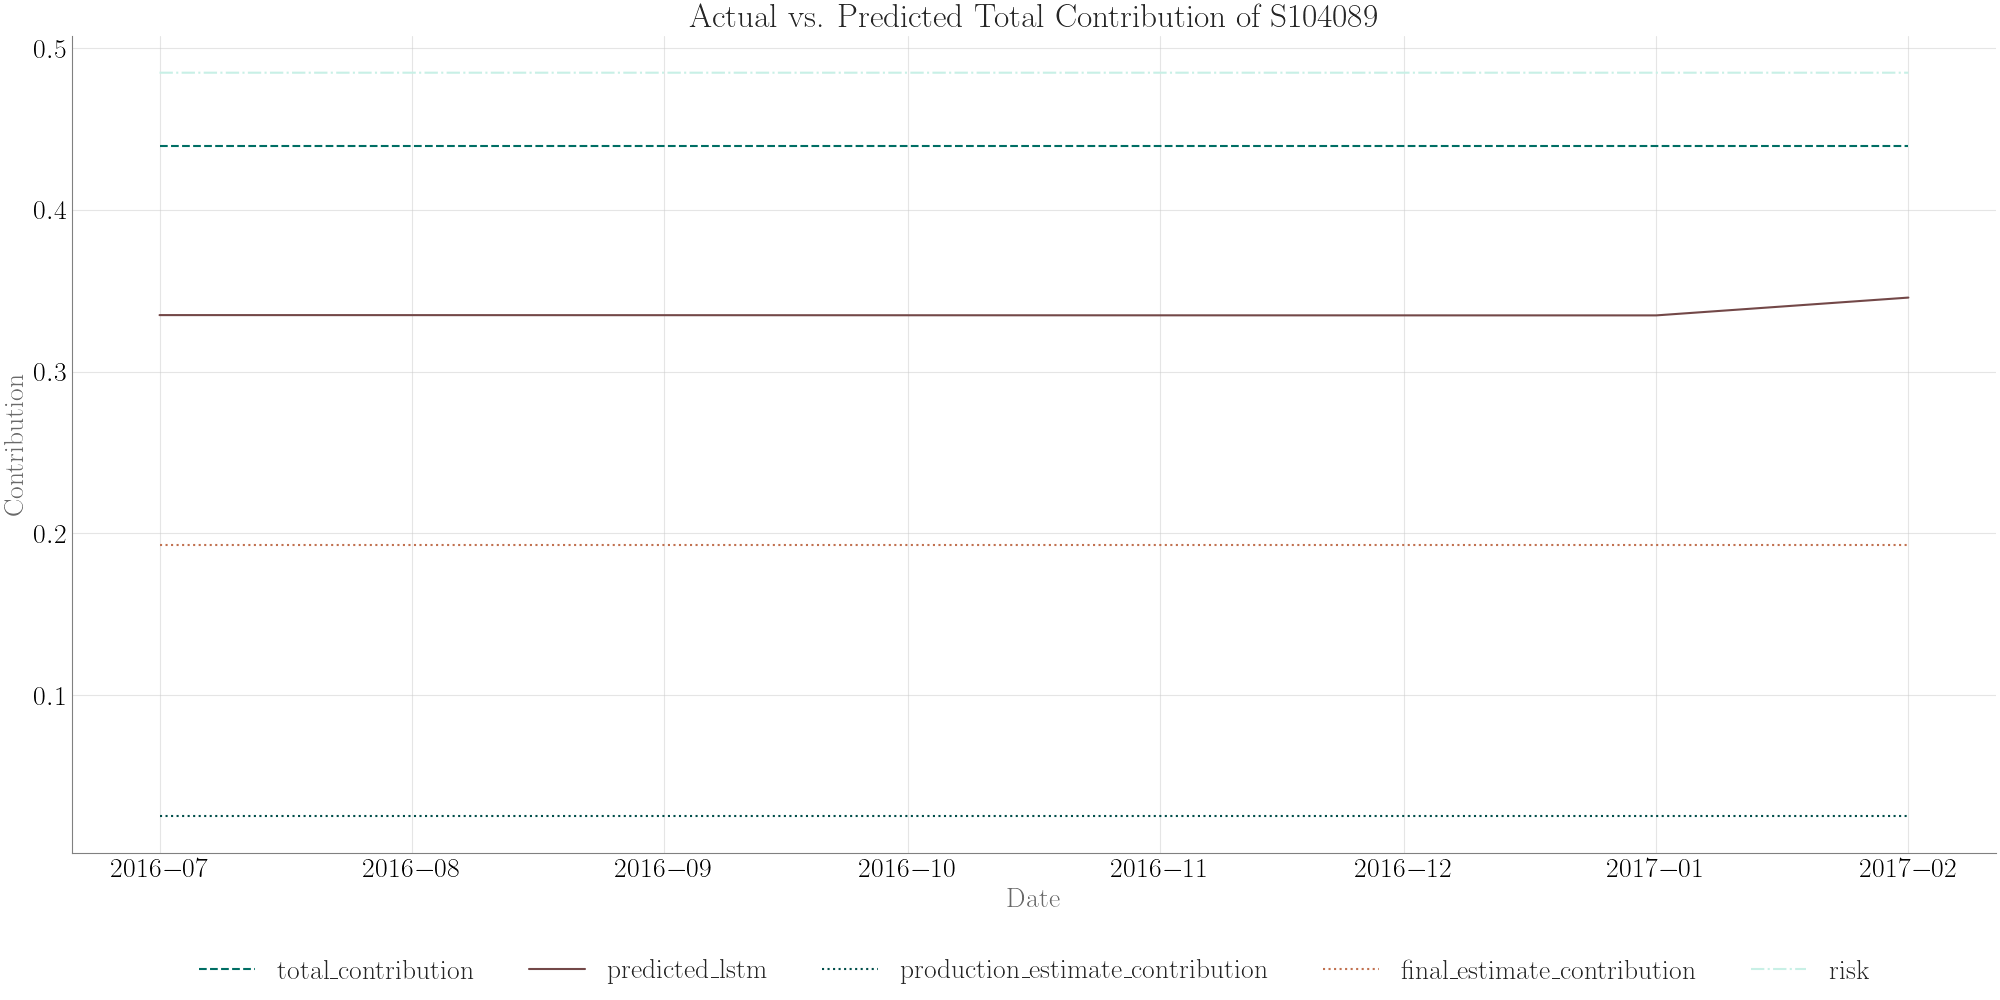 Actual vs. Predicted Total Contribution of S104089
0.5
0.4
0.3
0.2
0.1
Contribution
2016–07 2016–08 2016–09 2016–10 2016–11 2016–12 2017–01 2017–02
Date
total_contribution predicted_lstm production_estimate_contribution final_estimate_contribution risk